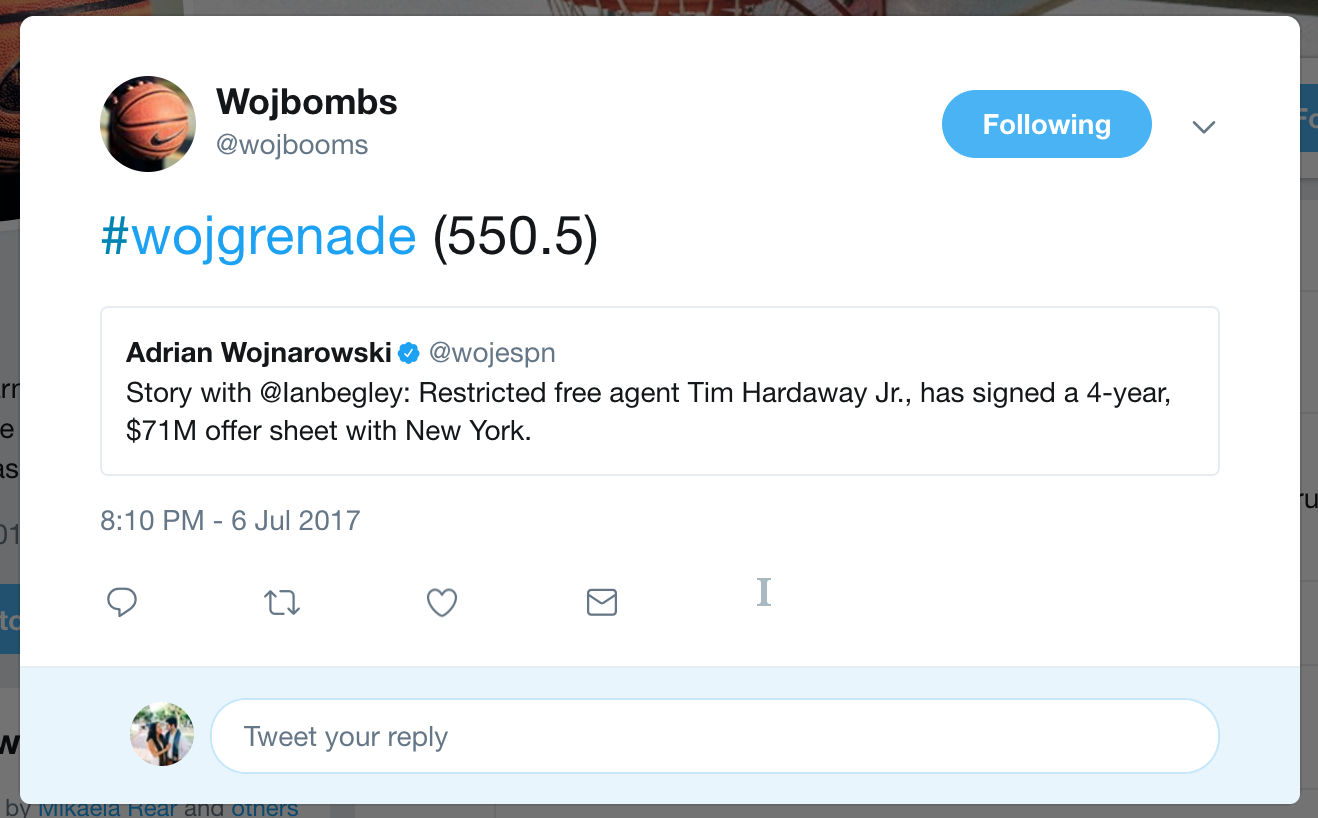 Wojbombs
@wojbooms
Following
#wojgrenade (550.5)
Adrian Wojnarowski @wojespn
Story with @Ianbegley: Restricted free agent Tim Hardaway Jr., has signed a 4-year,
$71M offer sheet with New York.
8:10 PM - 6 Jul 2017
Tweet your reply
by Mikaela Rear and others